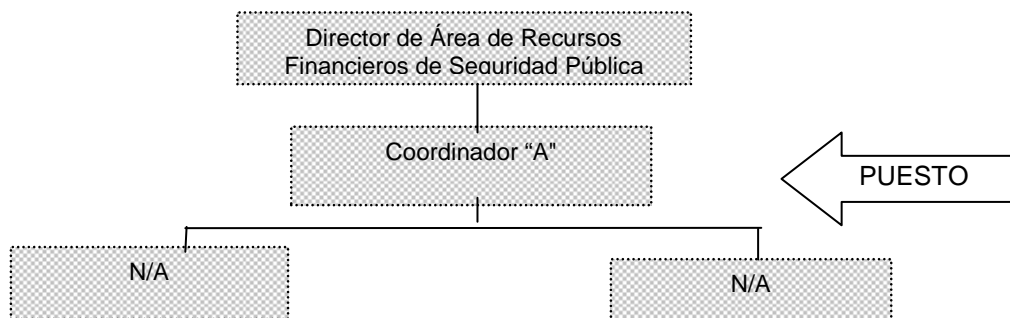 Director de Área de Recursos
Financieros de Seguridad Pública
Coordinador “A"
PUESTO
N/A
N/A